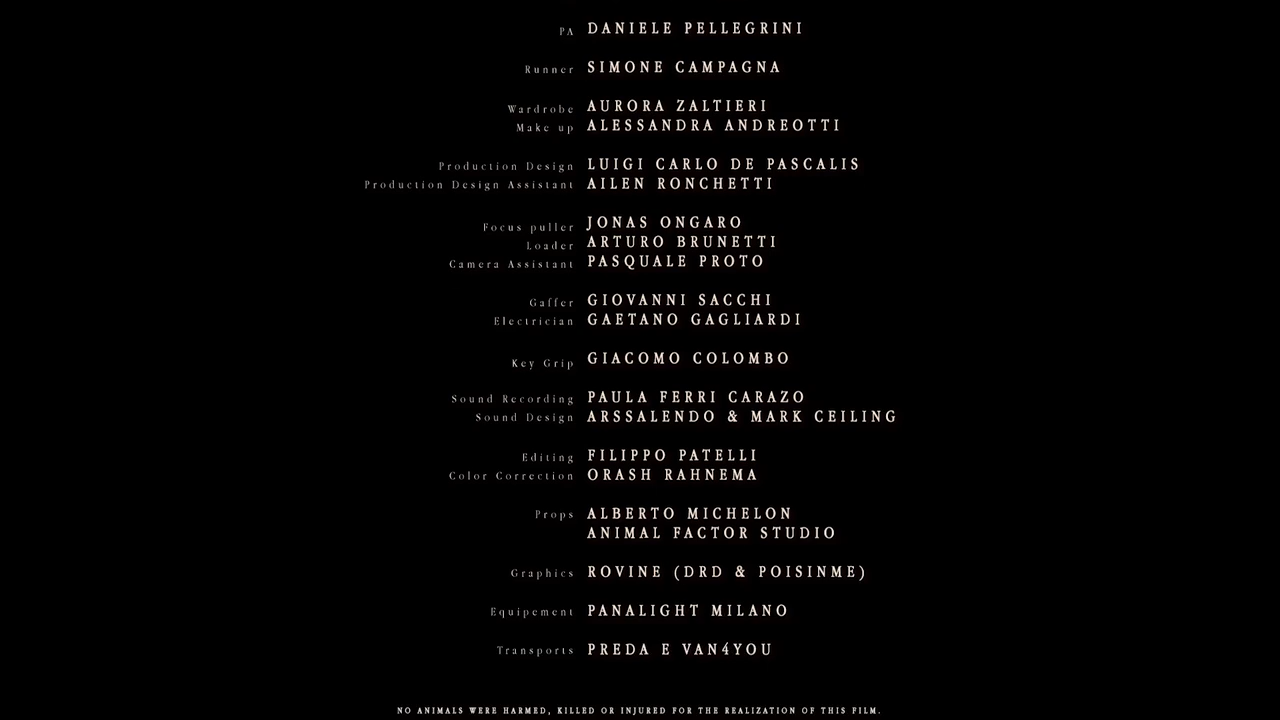 PA DANIELE PELLEGRINI
Runner SIMONE CAMPAGNA
Wardrobe AURORA ZALTIERI
Make up ALESSANDRA ANDREOTTI
Production Design LUIGI CARLO DE PASCALIS
Production Design Assistant AILEN RONCHETTI
Focus puller JONAS ONGARO
Loader ARTURO BRUNETTI
Camera Assistant PASQUALE PROTO
Gaffer GIOVANNI SACCHI
Electrician GAETANO GAGLIARDI
Key Grip GIACOMO COLOMBO
Sound Recording PAULA FERRI CARAZO
Sound Design ARSSALENDO & MARK CEILING
Editing FILIPPO PATELLI
Color Correction ORASH RAHNEMA
Props ALBERTO MICHELON
ANIMAL FACTOR STUDIO
Graphics ROVINE (DRD & POISINME)
Equipement PANALIGHT MILANO
Transports PREDA E VAN4YOU
NO ANIMALS WERE HARMED, KILLED OR INJURED FOR THE REALIZATION OF THIS FILM.